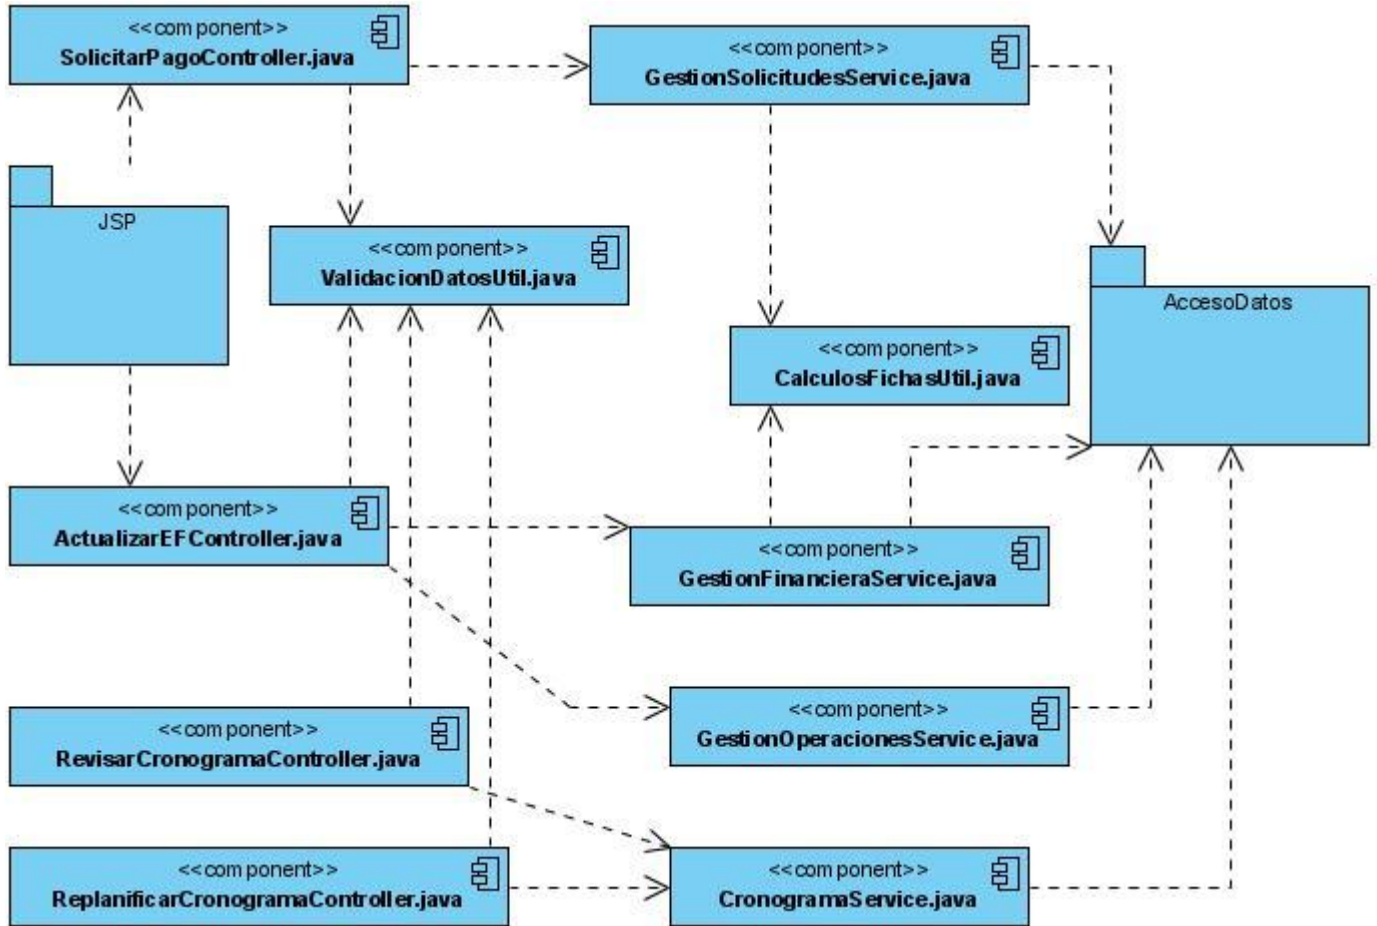 <<component>>
SolicitarPagoController.java
<<component>>
GestionSolicitudesService.java
JSP
<<component>>
ValidacionDatosUtil.java
AccesoDatos
<<component>>
CalculosFichasUtil.java
<<component>>
ActualizarEFController.java
<<component>>
GestionFinancieraService.java
<<component>>
GestionOperacionesService.java
<<component>>
RevisarCronogramaController.java
<<component>>
ReplanificarCronogramaController.java
<<component>>
CronogramaService.java